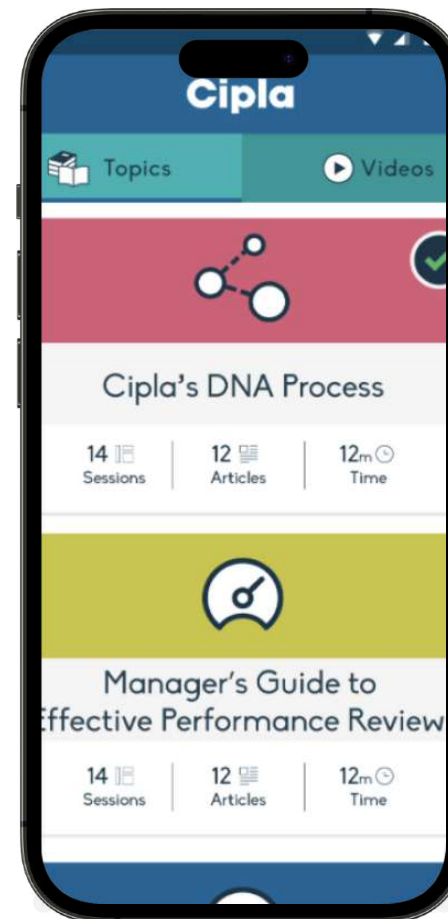 Cipla
Topics
Videos
Cipla's DNA Process
14
12
12m
Sessions
Articles
Time
Manager's Guide to
Effective Performance Review
14
12
12m
Sessions
Articles
Time